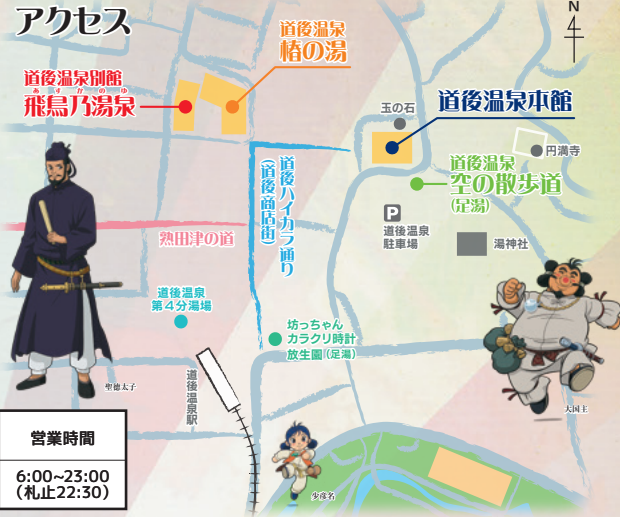 アクセス
N
道後温泉
椿の湯
道後温泉別館
あすかのゆ
飛鳥乃湯泉
道後温泉本館
玉の石
円満寺
道後温泉
空の散歩道
(足湯)
道後ハイカラ通り
(道後商店街)
P
道後温泉
駐車場
湯神社
熟田津の道
道後温泉
第4分湯場
坊っちゃん
カラクリ時計
放生園(足湯)
道後温泉駅
聖徳太子
大国主
少彦名
営業時間
6:00~23:00
(札止22:30)